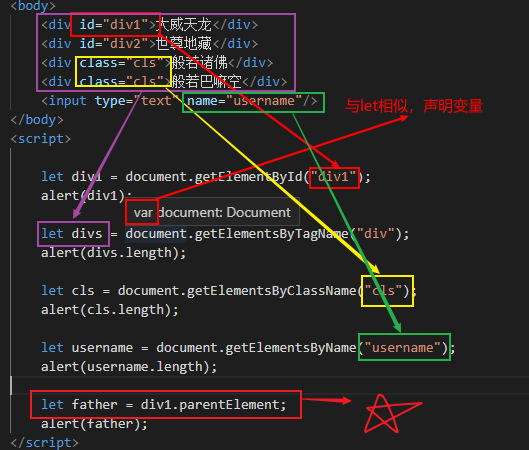 <body>
<div id="div1">大威天龙</div>
<div id="div2">世尊地藏</div>
<div class="cls">般若诸佛</div>
<div class="cls">般若巴嘛空</div>
<input type="text" name="username"/>
与let相似，声明变量
</body>
<script>
let div1 = document.getElementById("div1");
alert(div1);
var document: Document
let divs = document.getElementsByTagName("div");
alert(divs.length);
let cls = document.getElementsByClassName("cls");
alert(cls.length);
let username = document.getElementsByName("username");
alert(username.length);
let father = div1.parentElement;
alert(father);
</script>